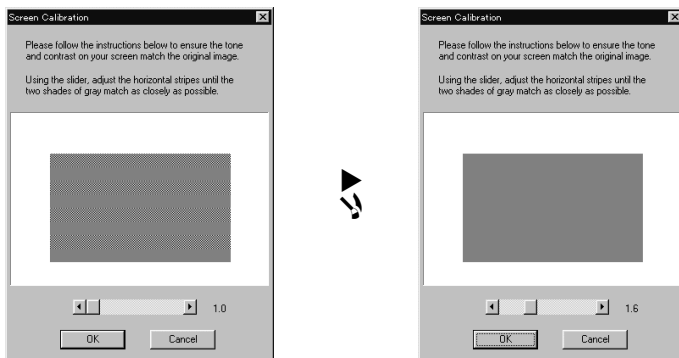 Screen Calibration
Please follow the instructions below to ensure the tone
and contrast on your screen match the original image.
Using the slider, adjust the horizontal stripes until the
two shades of gray match as closely as possible.
1.0
OK Cancel
Screen Calibration
Please follow the instructions below to ensure the tone
and contrast on your screen match the original image.
Using the slider, adjust the horizontal stripes until the
two shades of gray match as closely as possible.
1.6
OK Cancel